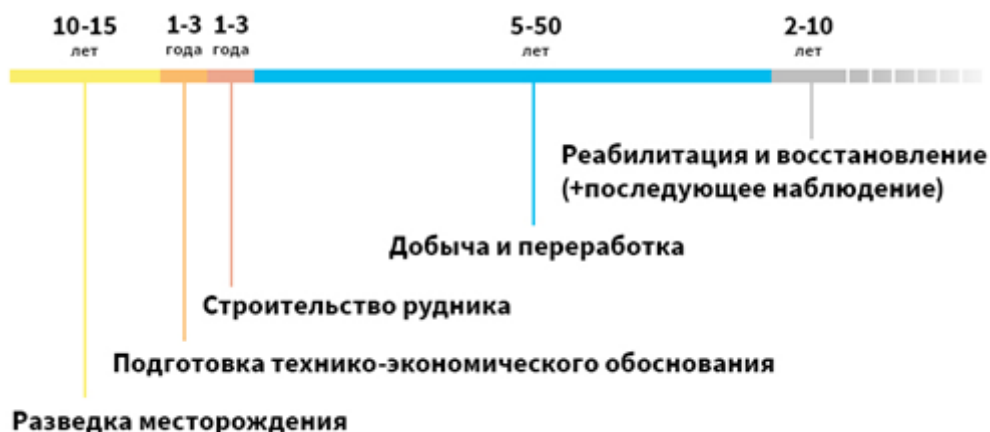 10-15 1-3 1-3 5-50 2-10
лет года года лет лет
Реабилитация и восстановление
(+последующее наблюдение)
Добыча и переработка
Строительство рудника
Подготовка технико-экономического обоснования
Разведка месторождения